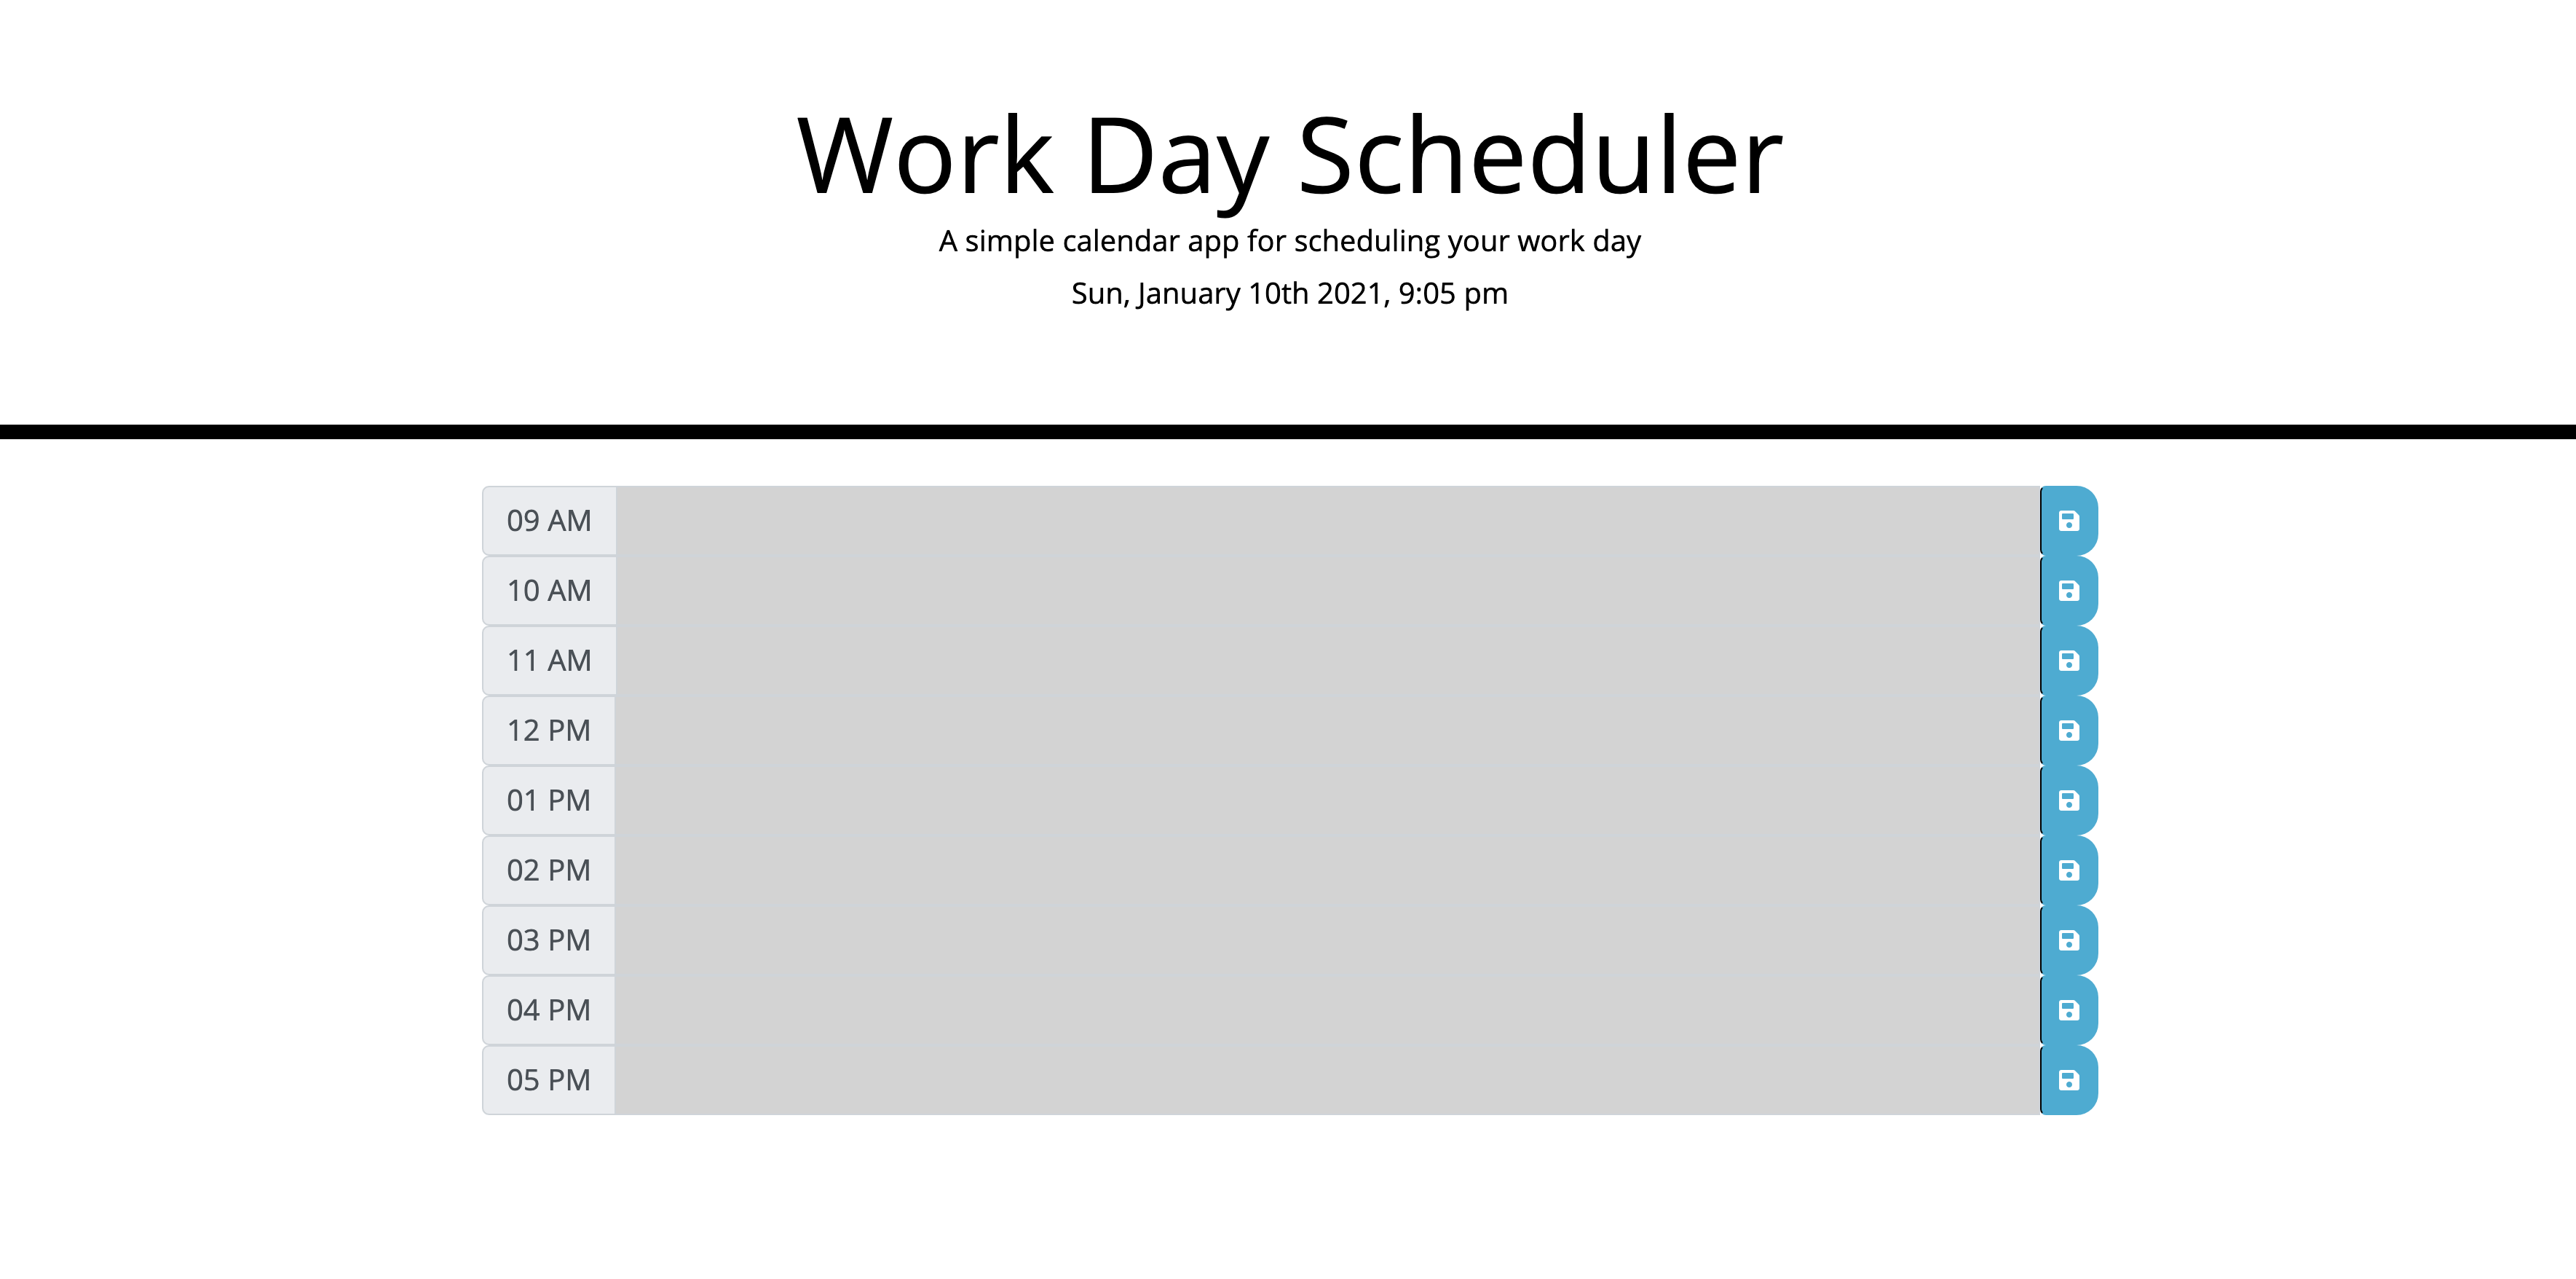 Work Day Scheduler
A simple calendar app for scheduling your work day
Sun, January 10th 2021, 9:05 pm
09 AM
10 AM
11 AM
12 PM
01 PM
02 PM
03 PM
04 PM
05 PM